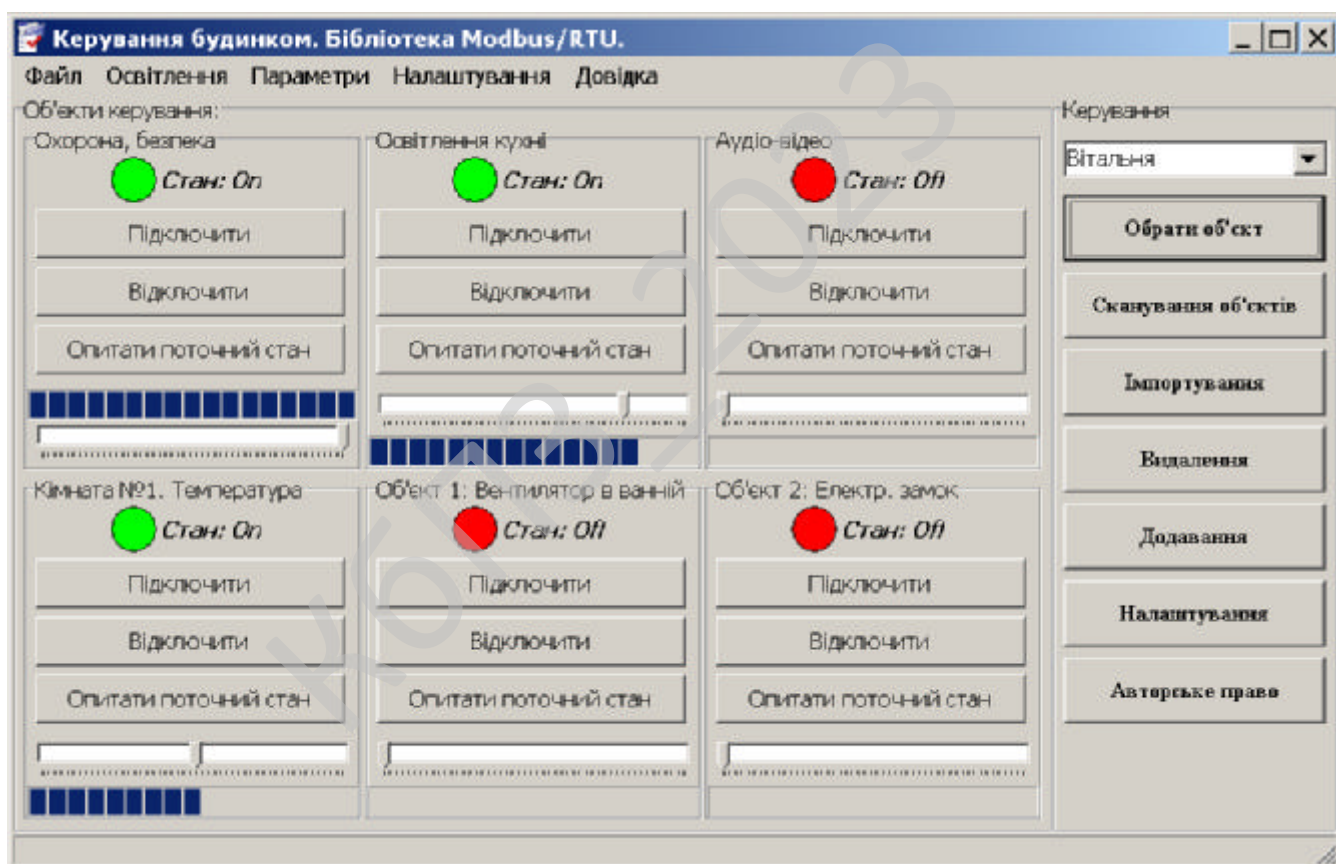 Керування будинком. Бібліотека Modbus/RTU.
Файл Освітлення Параметри Налаштування Довідка
Об'єкти керування:
Охорона, безпека
Стан: On
Підключити
Відключити
Опитати поточний стан
Освітлення кухні
Стан: On
Підключити
Відключити
Опитати поточний стан
Аудіо-відео
Стан: Off
Підключити
Відключити
Опитати поточний стан
Кімната №1. Температура
Стан: On
Підключити
Відключити
Опитати поточний стан
Об'єкт 1: Вентилятор в ванній
Стан: Off
Підключити
Відключити
Опитати поточний стан
Об'єкт 2: Електр. замок
Стан: Off
Підключити
Відключити
Опитати поточний стан
Керування
Вітальня
Обрати об'єкт
Сканування об'єктів
Імпортування
Видалення
Додавання
Налаштування
Авторське право
КбПЗ_2023